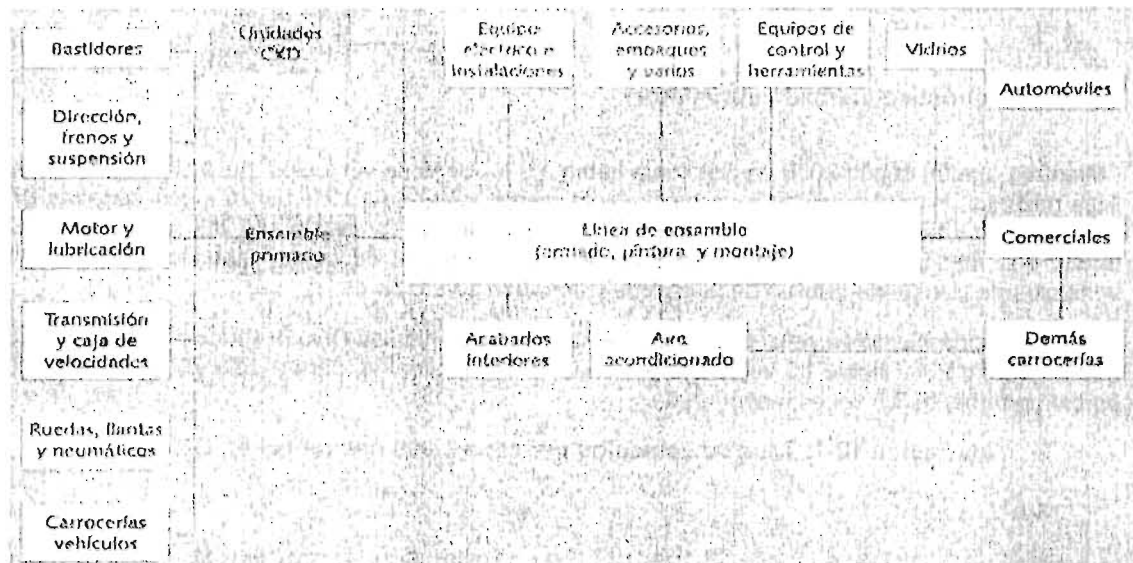 Bastidores
Unidades
CKD
Equipo
eléctrico e
instalaciones
Accesorios,
empaques
y varios
Equipos de
control y
herramientas
Vidrios
Automóviles
Dirección,
frenos y
suspensión
Motor y
lubricación
Ensamble
primario
Línea de ensamble
(armado, pintura y montaje)
Comerciales
Transmisión
y caja de
velocidades
Acabados
interiores
Aire
acondicionado
Demás
carrocerías
Ruedas, llantas
y neumáticos
Carrocerías
vehículos